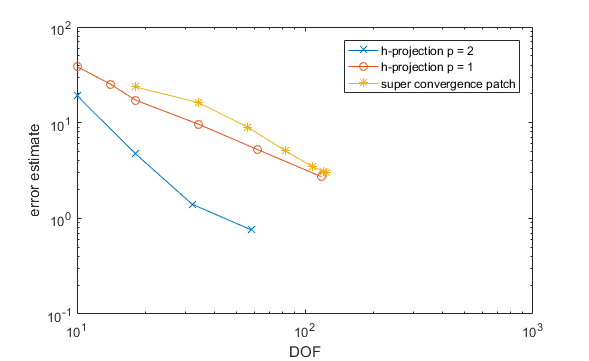 10^2
10^1
10^0
10^-1
error estimate
h-projection p = 2
h-projection p = 1
super convergence patch
10^1
10^2
10^3
DOF